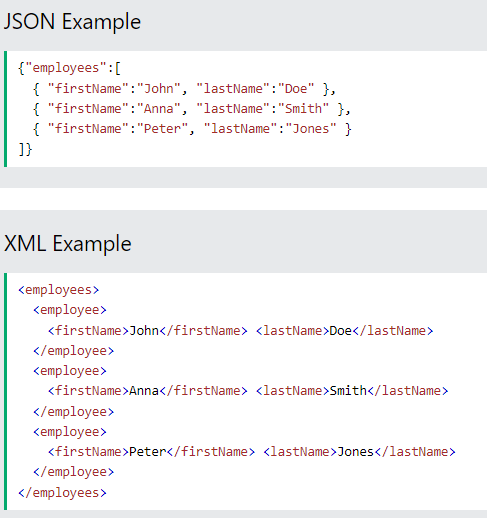 JSON Example
{"employees":[
  { "firstName":"John", "lastName":"Doe" },
  { "firstName":"Anna", "lastName":"Smith" },
  { "firstName":"Peter", "lastName":"Jones" }
]}
XML Example
<employees>
  <employee>
    <firstName>John</firstName> <lastName>Doe</lastName>
  </employee>
  <employee>
    <firstName>Anna</firstName> <lastName>Smith</lastName>
  </employee>
  <employee>
    <firstName>Peter</firstName> <lastName>Jones</lastName>
  </employee>
</employees>